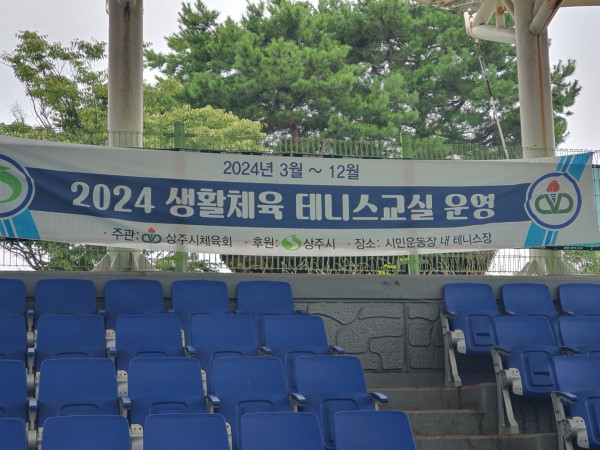 2024년 3월 ~ 12월
2024 생활체육 테니스교실 운영
· 주관: 상주시체육회 · 후원: 상주시 · 장소: 시민운동장 내 테니스장